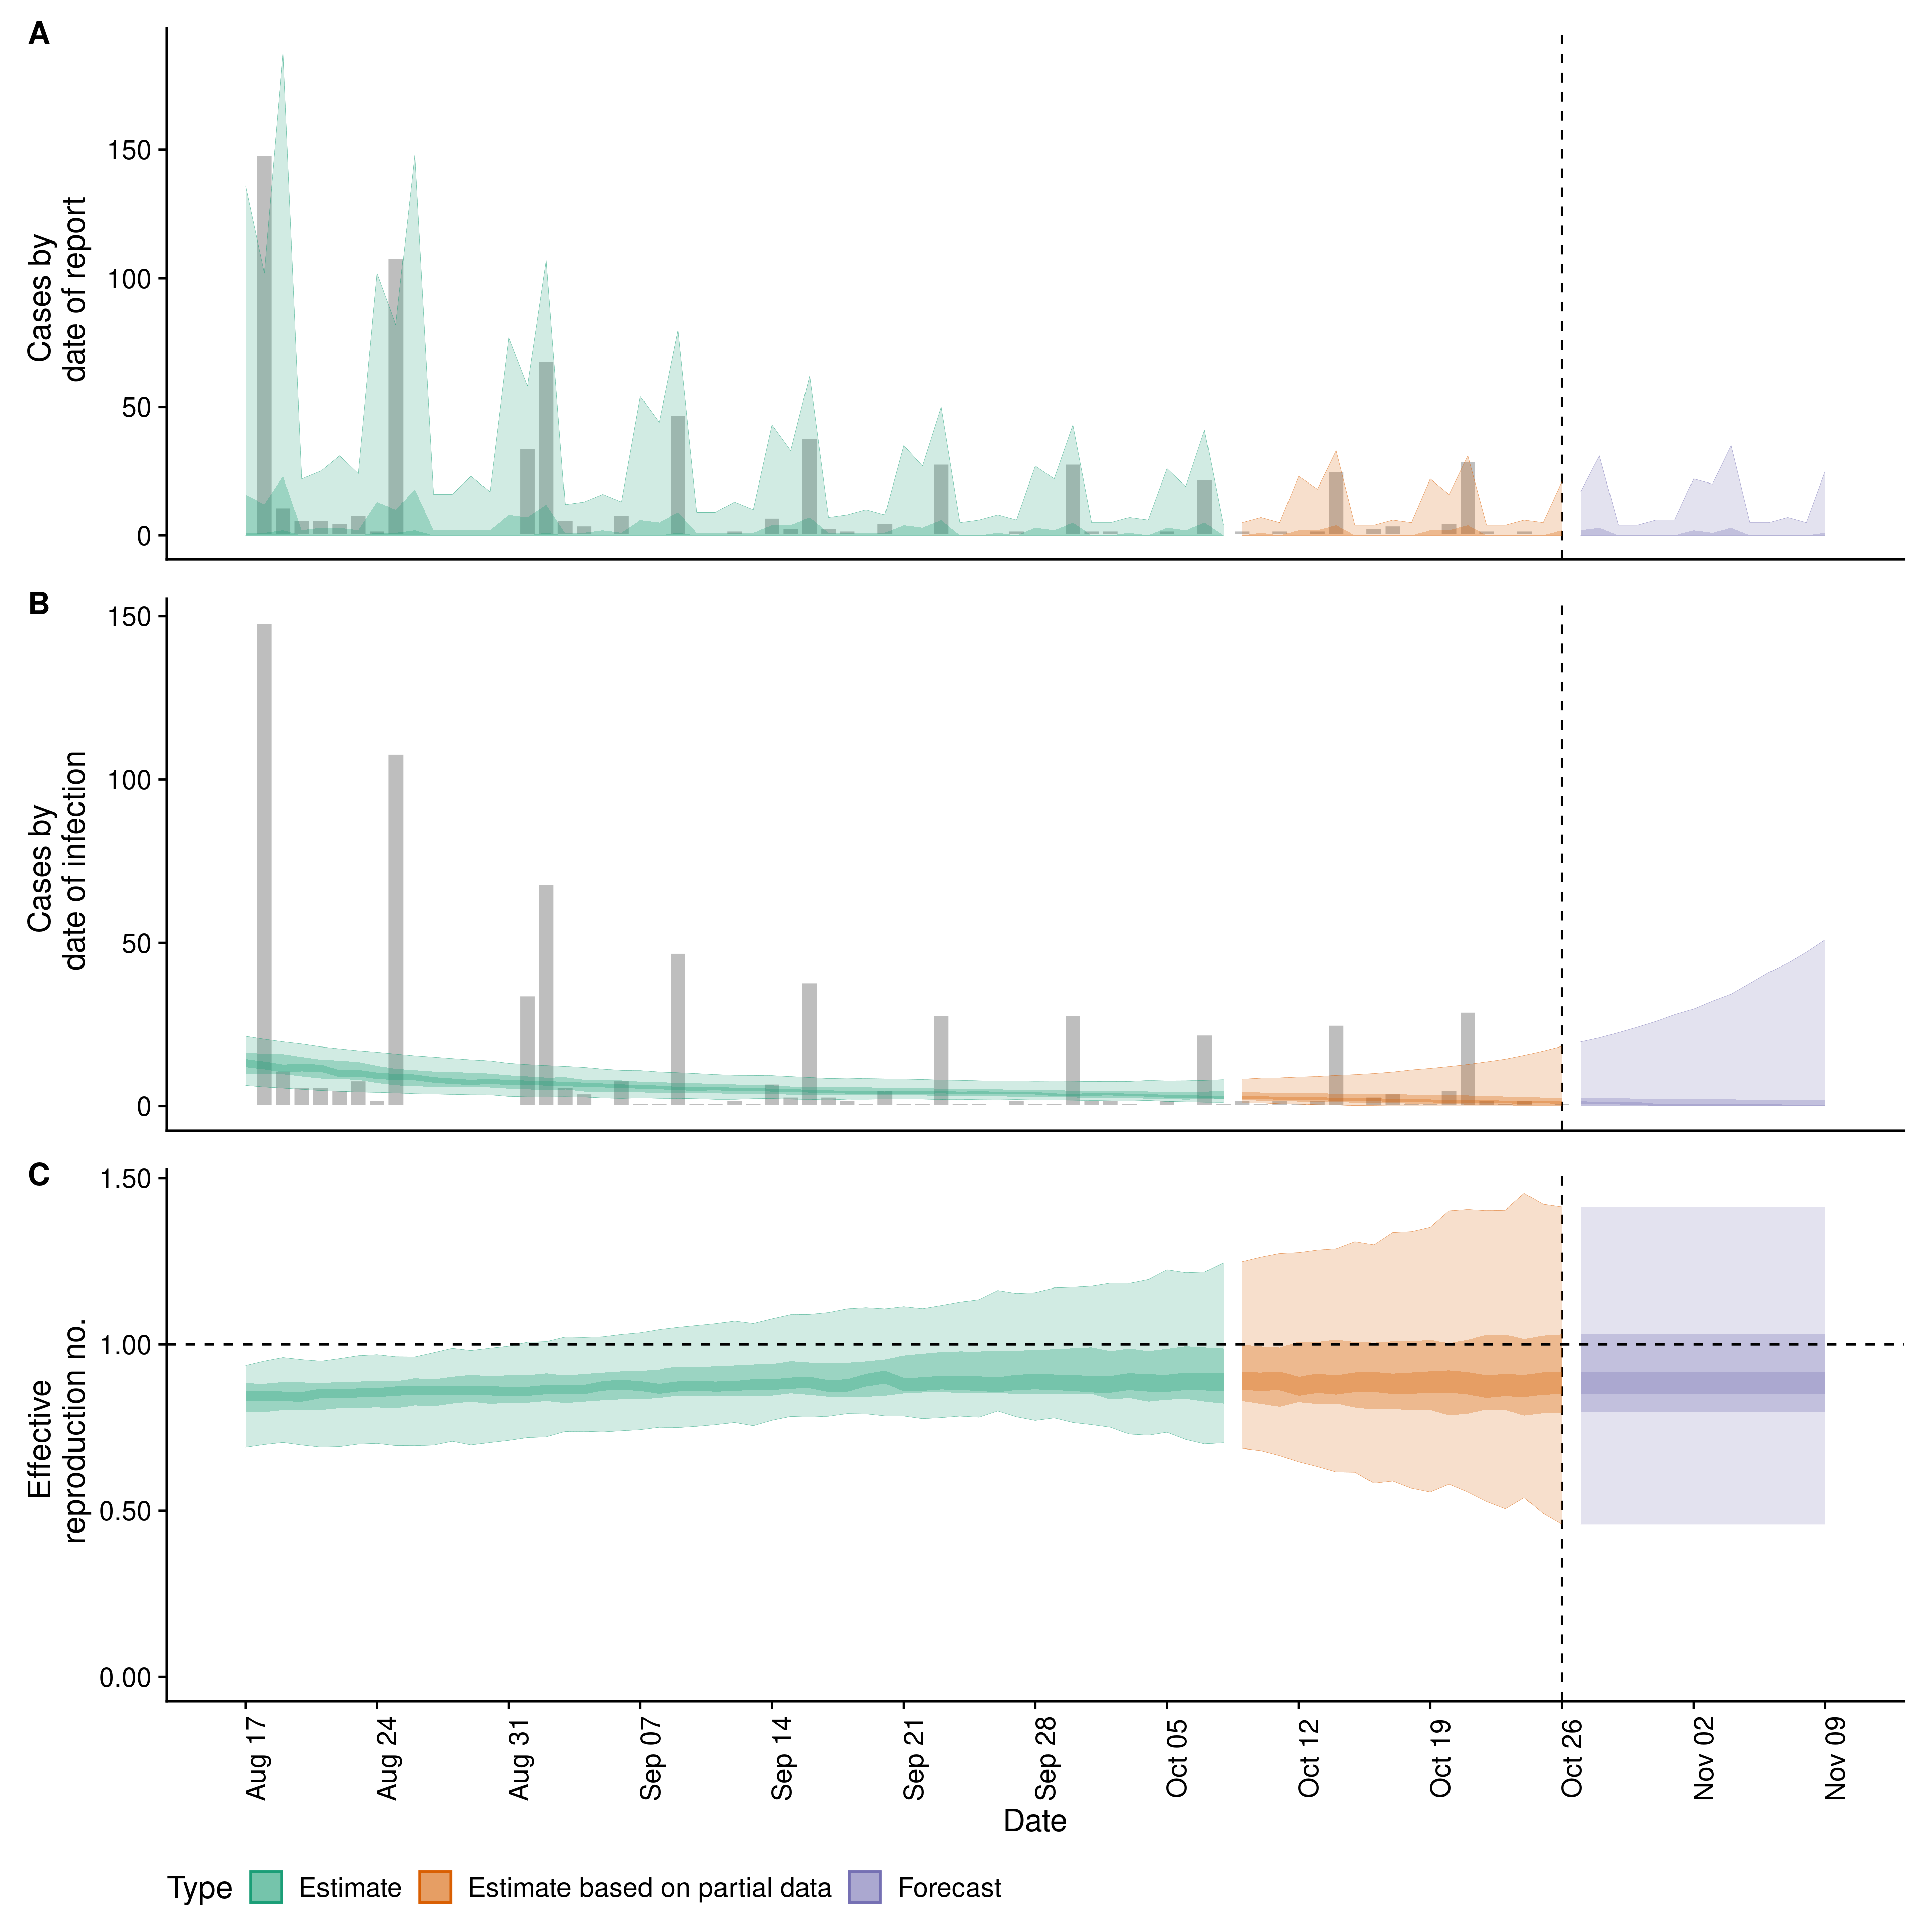 A
Cases by
date of report
150
100
50
0
B
Cases by
date of infection
150
100
50
0
C
Effective
reproduction no.
1.50
1.00
0.50
0.00
Aug 17
Aug 24
Aug 31
Sep 07
Sep 14
Sep 21
Sep 28
Oct 05
Oct 12
Oct 19
Oct 26
Nov 02
Nov 09
Date
Type Estimate Estimate based on partial data Forecast